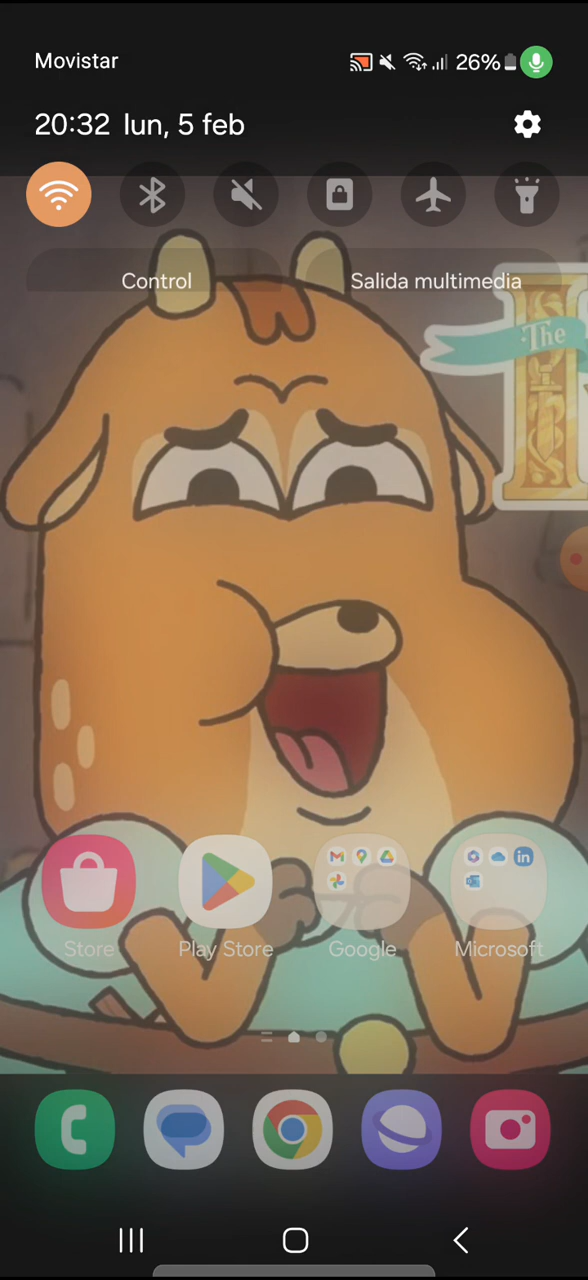 Movistar
26%
20:32 lun, 5 feb
Control
Salida multimedia
The
Store
Play Store
Google
Microsoft